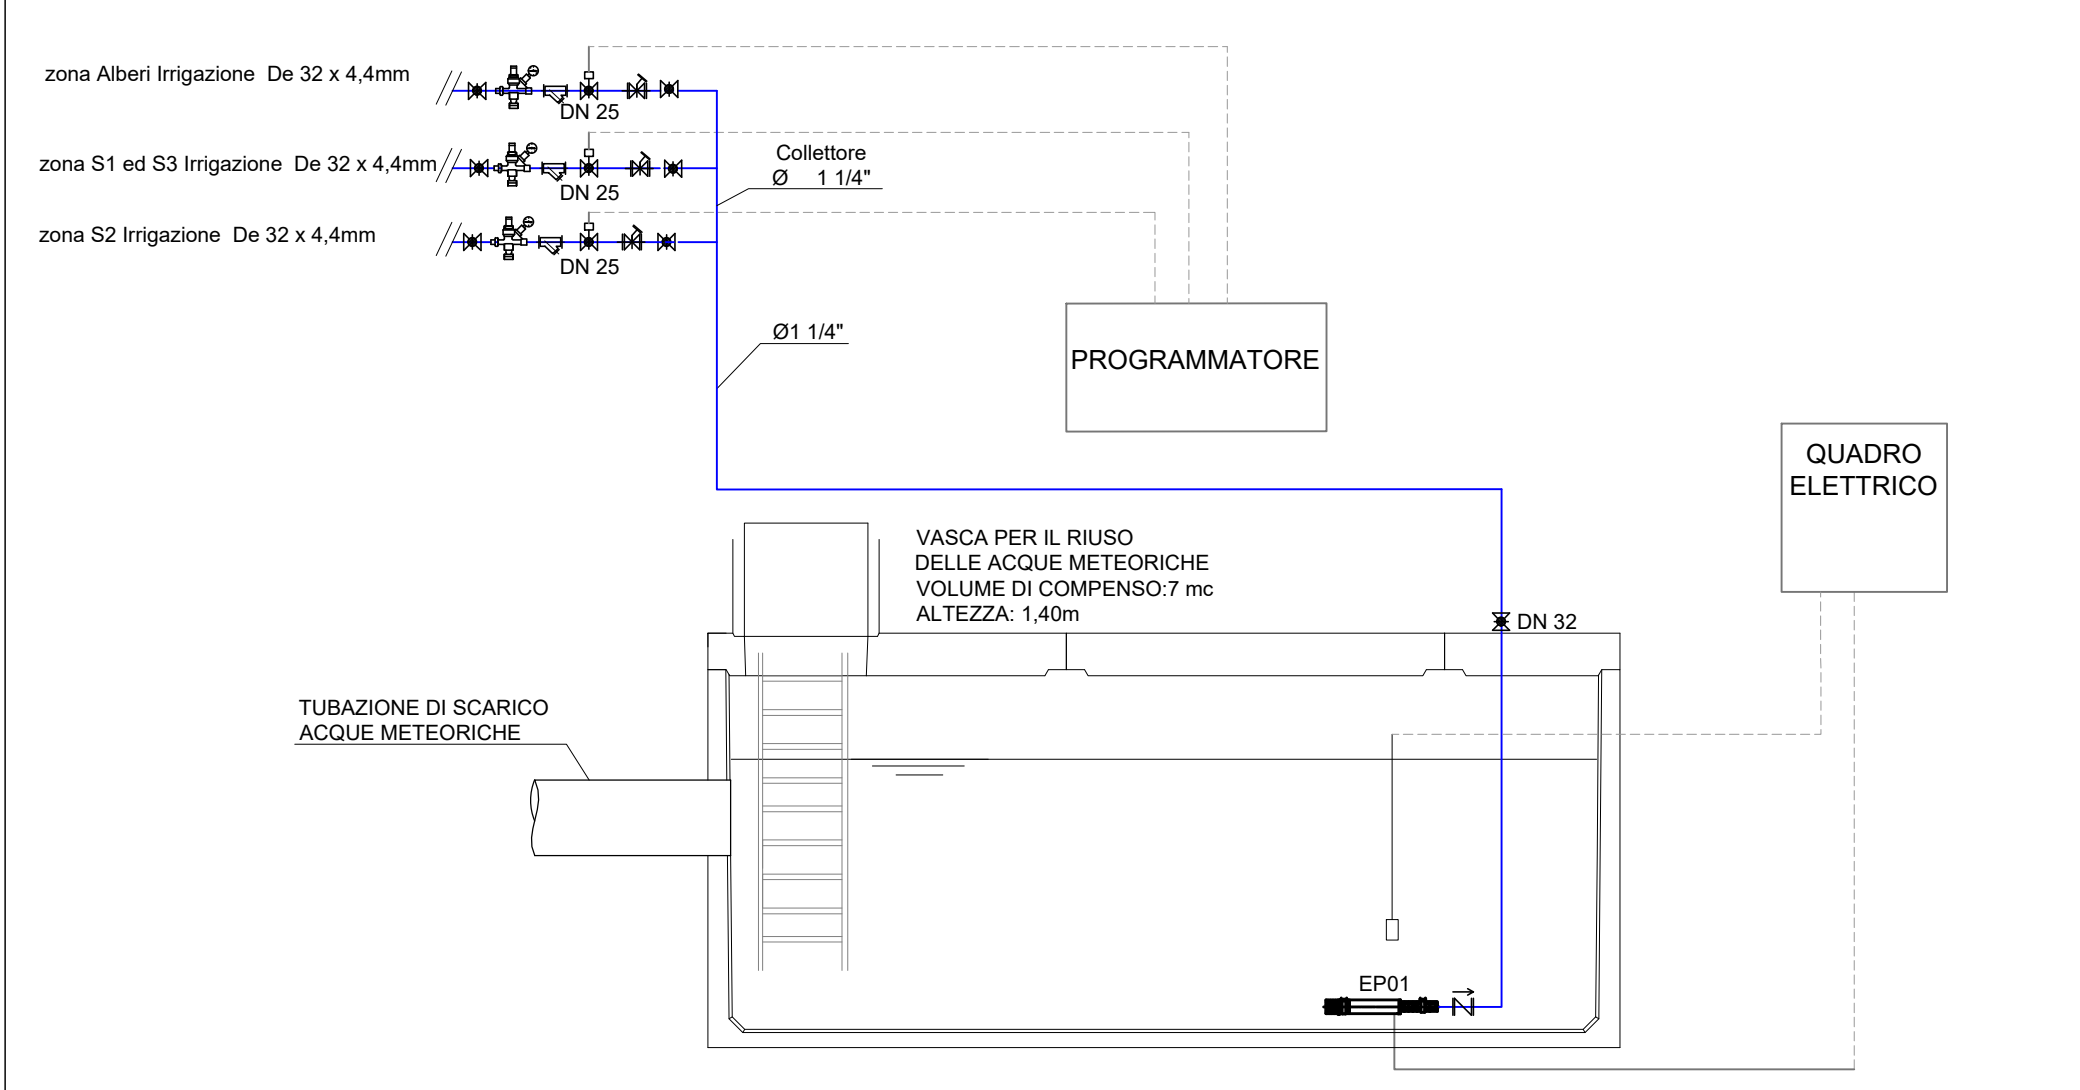 zona Alberi Irrigazione De 32 x 4,4mm
DN 25
zona S1 ed S3 Irrigazione De 32 x 4,4mm
DN 25
zona S2 Irrigazione De 32 x 4,4mm
DN 25
Collettore
Ø 1 1/4"
Ø1 1/4"
PROGRAMMATORE
QUADRO
ELETTRICO
VASCA PER IL RIUSO
DELLE ACQUE METEORICHE
VOLUME DI COMPENSO:7 mc
ALTEZZA: 1,40m
DN 32
TUBAZIONE DI SCARICO
ACQUE METEORICHE
EP01